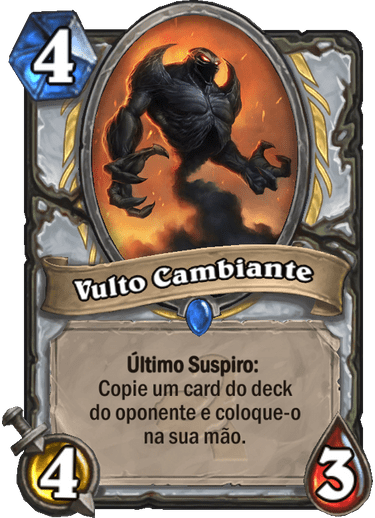 4
Vulto Cambiante
Último Suspiro:
Copie um card do deck
do oponente e coloque-o
na sua mão.
4
3